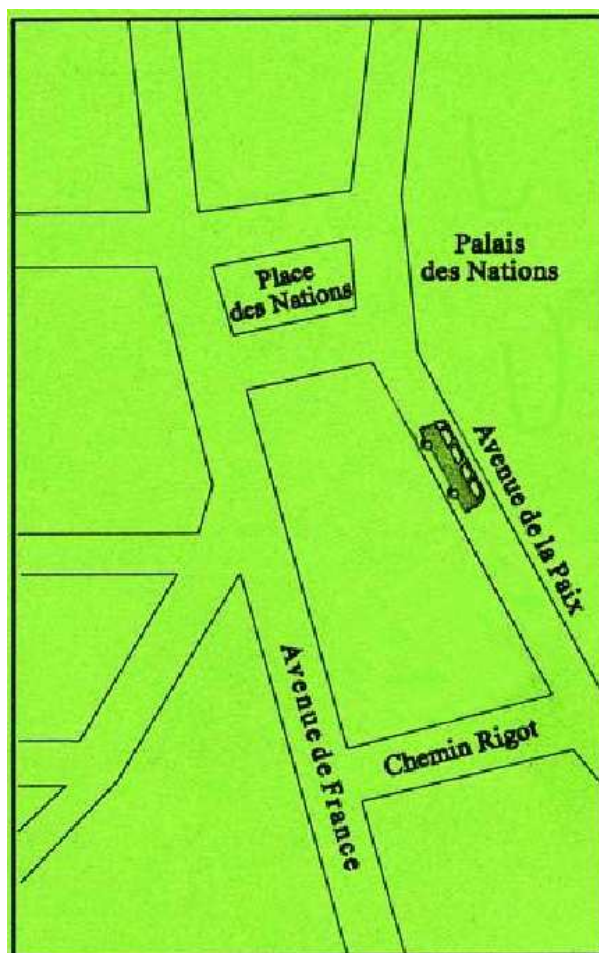 Palais
des Nations
Place
des Nations
Avenue de la Paix
Avenue de France
Chemin Rigot